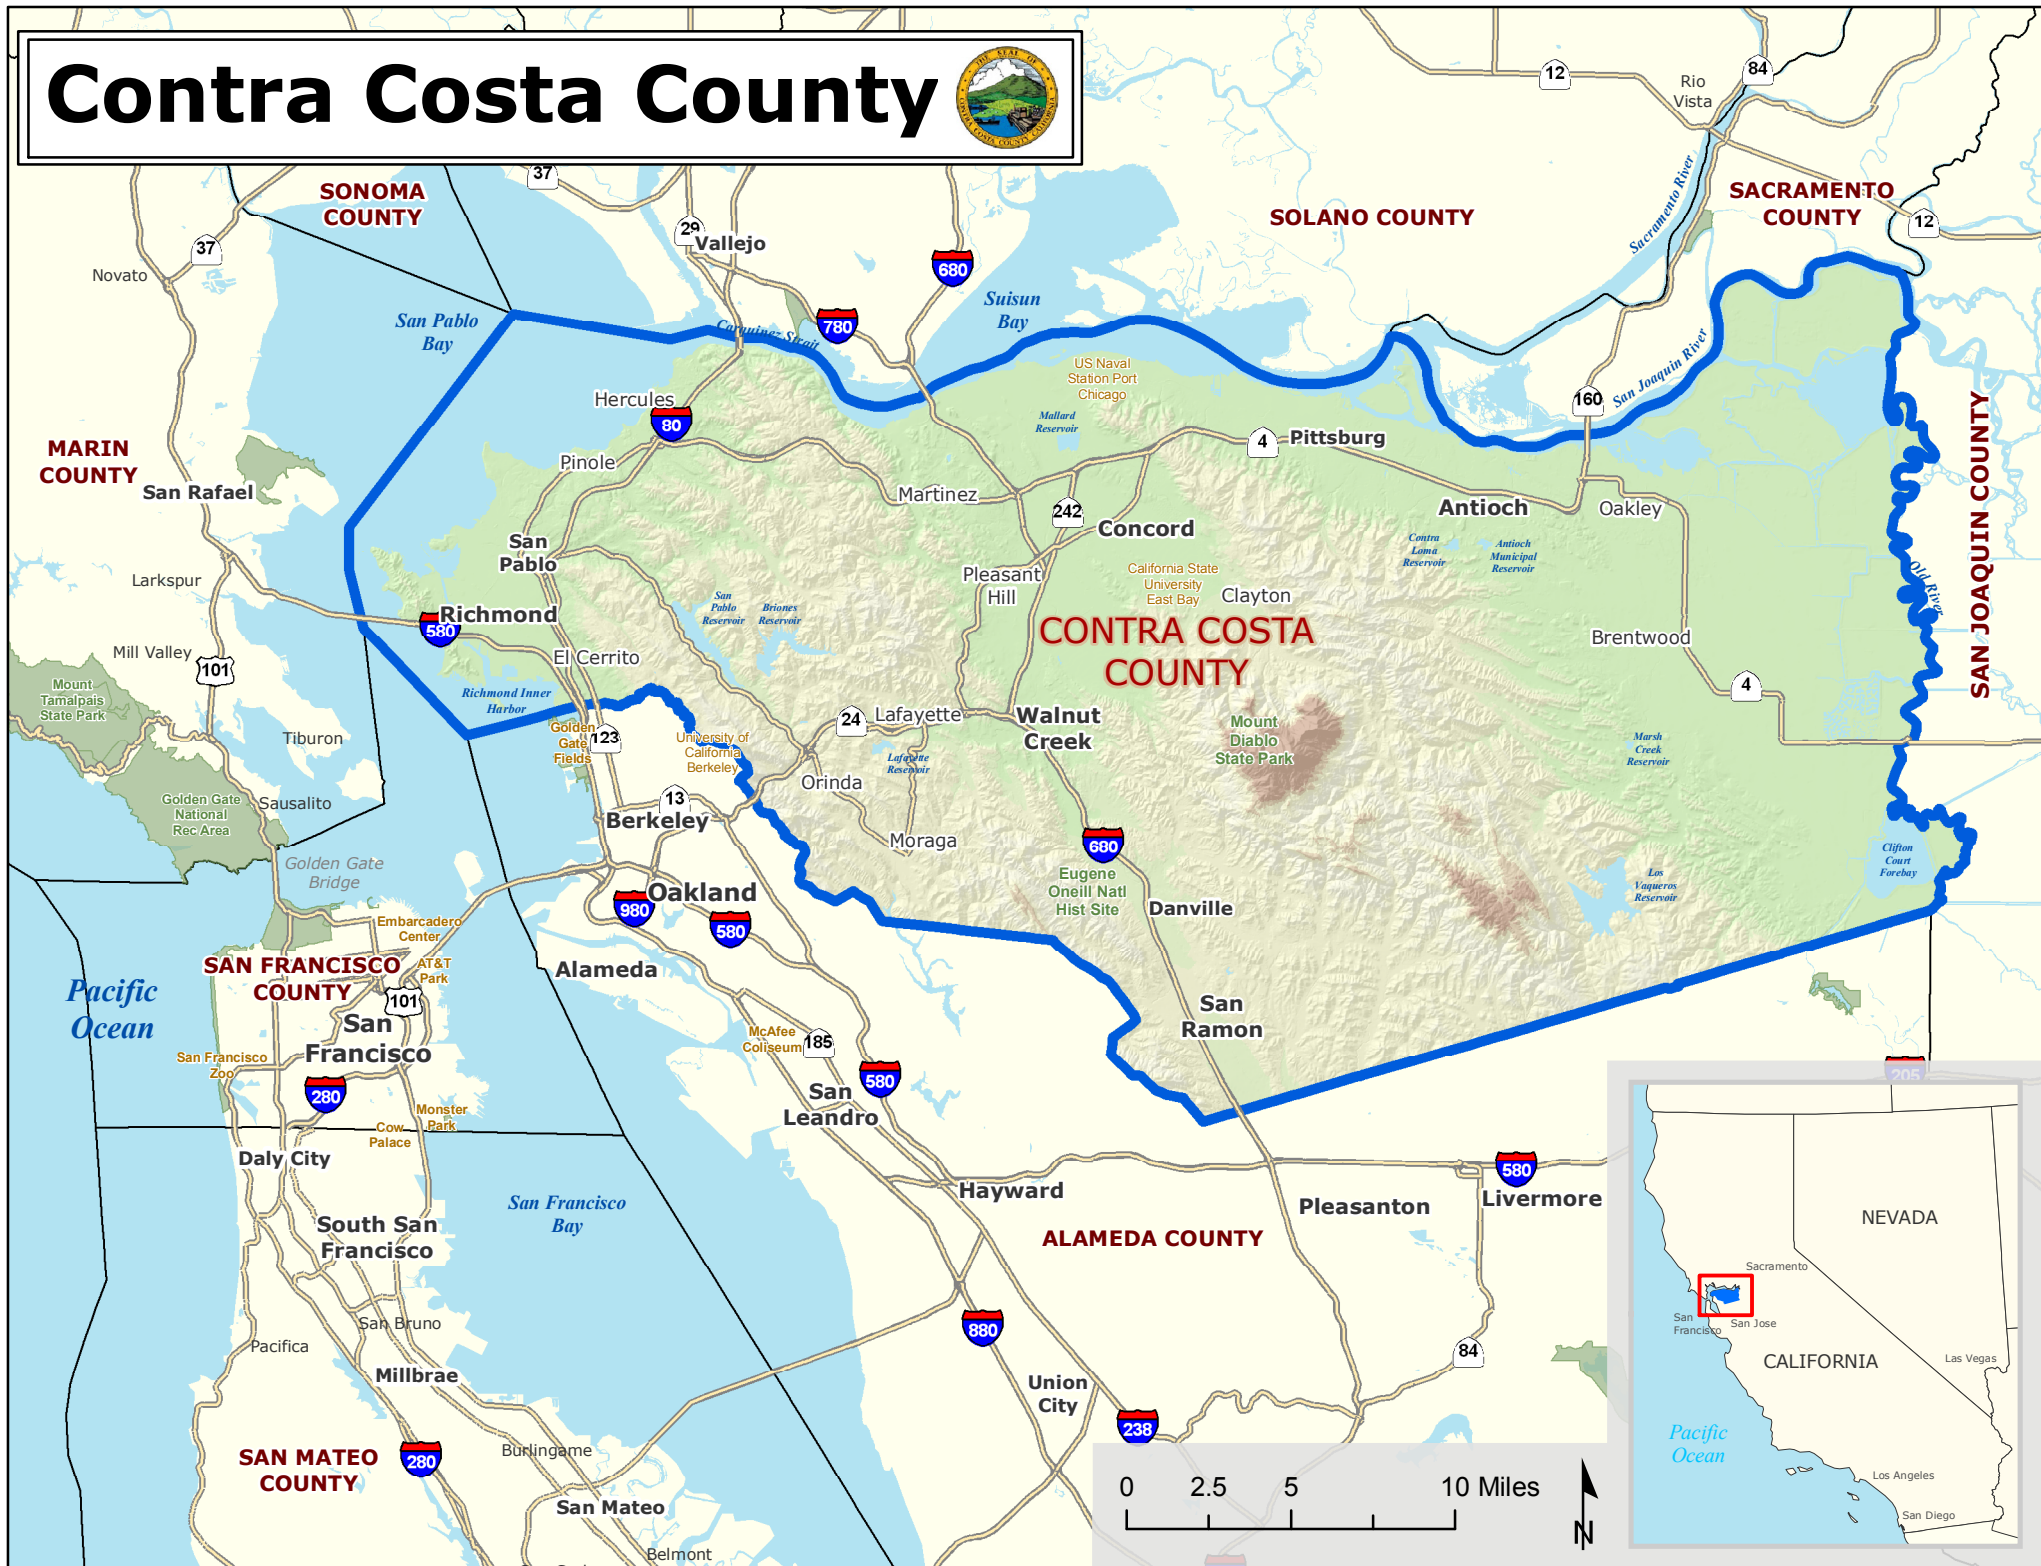 Contra Costa County
THE SEAL OF
CONTRA COSTA COUNTY CALIFORNIA
12
84
Rio
Vista
SONOMA
COUNTY
37
SOLANO COUNTY
Sacramento River
SACRAMENTO
COUNTY
12
37
Novato
29
Vallejo
680
San Pablo
Bay
Suisun
Bay
780
Carquinez Strait
San Joaquin River
160
US Naval
Station Port
Chicago
Hercules
80
Mallard
Reservoir
4
Pittsburg
MARIN
COUNTY
San Rafael
Pinole
Martinez
242
Concord
Antioch
Oakley
SAN JOAQUIN COUNTY
San
Pablo
Contra
Loma
Reservoir
Antioch
Municipal
Reservoir
Old River
Larkspur
Pleasant
Hill
California State
University
East Bay
Clayton
San
Pablo
Reservoir
Briones
Reservoir
580
Richmond
CONTRA COSTA
COUNTY
Brentwood
Mill Valley
101
El Cerrito
Richmond Inner
Harbor
4
Mount
Tamalpais
State Park
Tiburon
Golden
Gate
Fields
123
University of
California
Berkeley
24
Lafayette
Walnut
Creek
Mount
Diablo
State Park
Marsh
Creek
Reservoir
Lafayette
Reservoir
Orinda
Golden Gate
National
Rec Area
Sausalito
13
Berkeley
Moraga
680
Golden Gate
Bridge
Eugene
Oneill Natl
Hist Site
Los
Vaqueros
Reservoir
Clifton
Court
Forebay
Oakland
980
580
Danville
Embarcadero
Center
SAN FRANCISCO
COUNTY
AT&T
Park
101
Alameda
Pacific
Ocean
San
Francisco
San
Ramon
San Francisco
Zoo
McAfee
Coliseum
185
280
580
205
San
Leandro
Monster
Park
Cow
Palace
Daly City
Hayward
580
Pleasanton
Livermore
San Francisco
Bay
South San
Francisco
ALAMEDA COUNTY
NEVADA
Sacramento
San
Francisco
San Jose
CALIFORNIA
Las Vegas
San Bruno
Pacifica
880
84
Millbrae
Union
City
238
Pacific
Ocean
SAN MATEO
COUNTY
280
Burlingame
Los Angeles
San Diego
San Mateo
0 2.5 5 10 Miles
N
Belmont